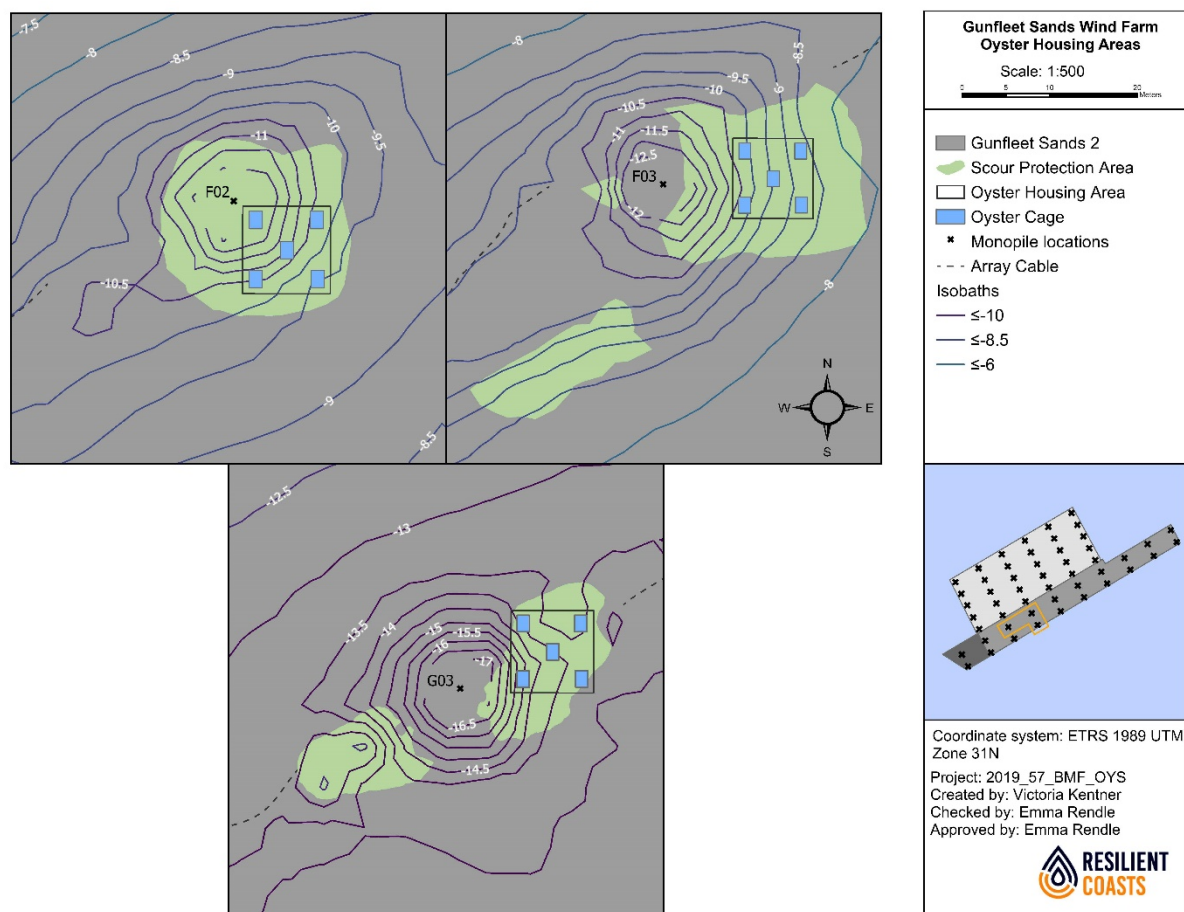 -7.5
-8
-8.5
-9
-10
-9.5
-11
F02
-10.5
-9
-8.5
-8
-8.5
-9.5
-9
-10
-10.5
-11
-11.5
-12.5
F03
-12
-8
N
W
E
S
-12.5
-13
-13.5
-14
-15
-15.5
-16
-17
G03
-16.5
-14.5
Gunfleet Sands Wind Farm
Oyster Housing Areas
Scale: 1:500
0 5 10 20
Meters
Gunfleet Sands 2
Scour Protection Area
Oyster Housing Area
Oyster Cage
Monopile locations
Array Cable
Isobaths
≤-10
≤-8.5
≤-6
Coordinate system: ETRS 1989 UTM
Zone 31N
Project: 2019_57_BMF_OYS
Created by: Victoria Kentner
Checked by: Emma Rendle
Approved by: Emma Rendle
RESILIENT
COASTS